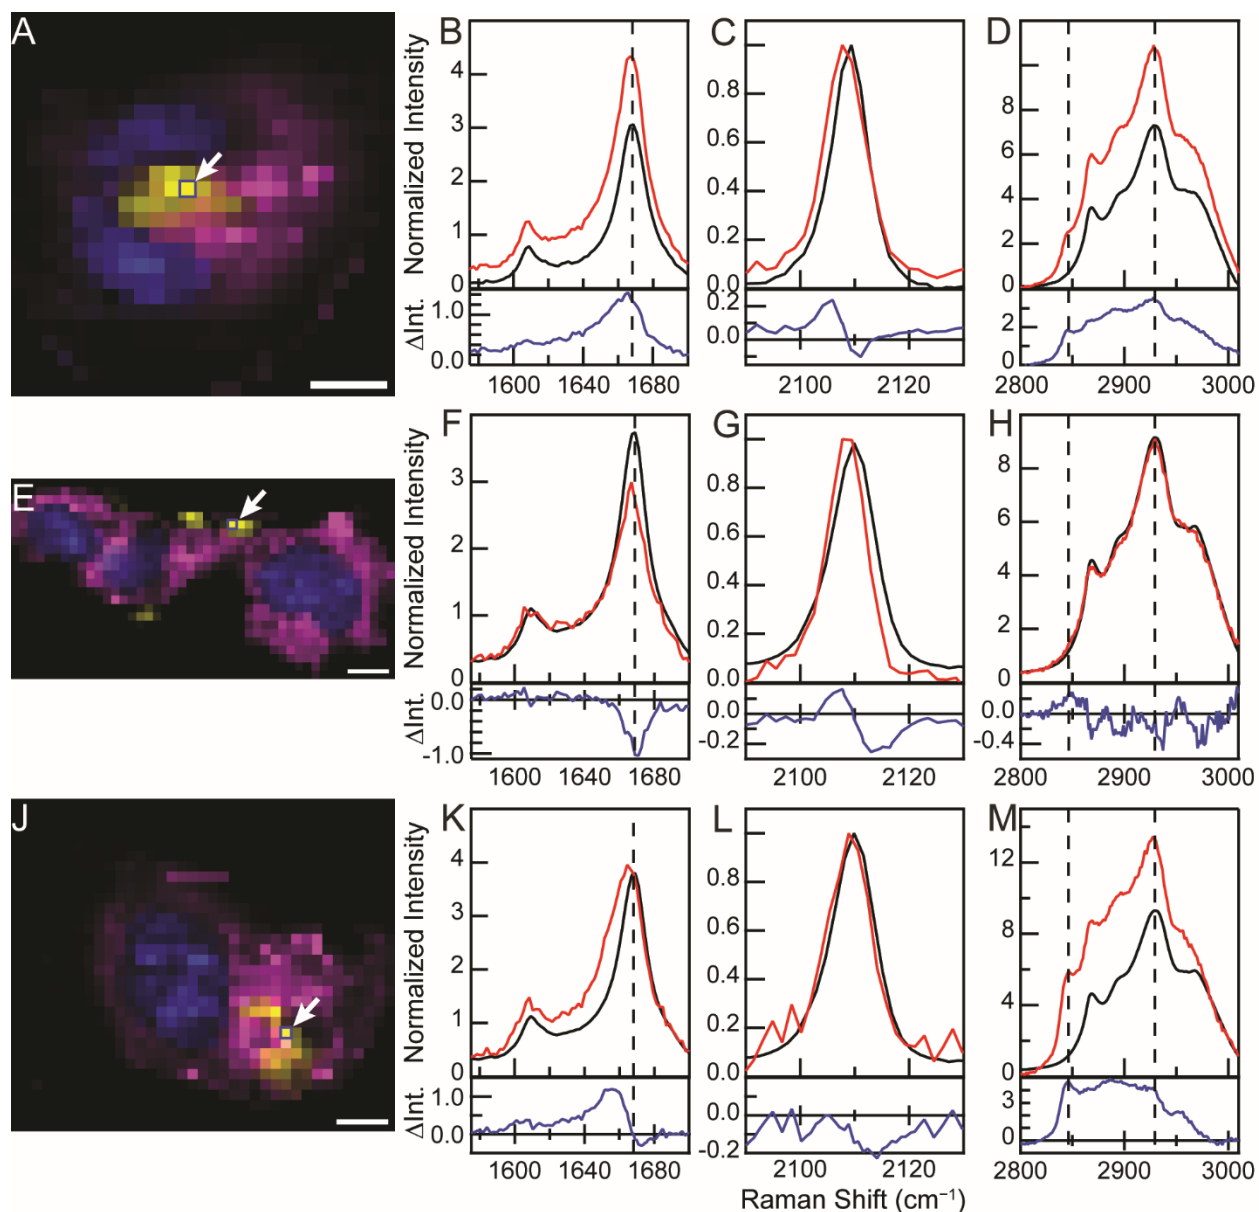 A
B
C
D
Normalized Intensity
4
3
2
1
0
0.8
0.6
0.4
0.2
0.0
10
8
6
4
2
0
ΔInt.
1.0
0.0
0.2
0.0
2
0
1600 1640 1680
2100 2120
2800 2900 3000
E
F
G
H
Normalized Intensity
3
2
1
0
0.8
0.6
0.4
0.2
0.0
8
6
4
2
0
ΔInt.
0.0
-1.0
0.0
-0.2
0.0
-0.4
1600 1640 1680
2100 2120
2800 2900 3000
J
K
L
M
Normalized Intensity
4
3
2
1
0
0.8
0.6
0.4
0.2
0.0
12
8
4
0
ΔInt.
1.0
0.0
0.0
-0.2
3
0
1600 1640 1680
2100 2120
2800 2900 3000
Raman Shift (cm⁻¹)